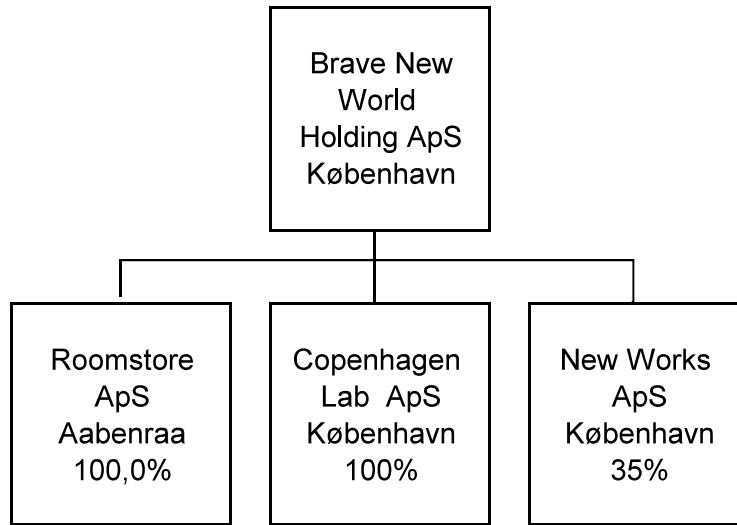 Brave New
World
Holding ApS
København
Roomstore
ApS
Aabenraa
100,0%
Copenhagen
Lab ApS
København
100%
New Works
ApS
København
35%